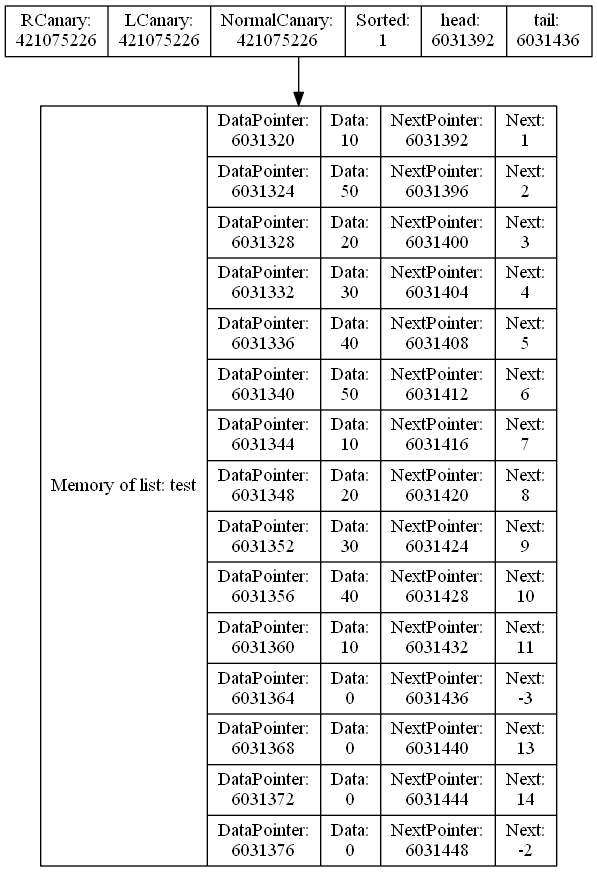 RCanary:
421075226
LCanary:
421075226
NormalCanary:
421075226
Sorted:
1
head:
6031392
tail:
6031436
Memory of list: test
DataPointer:
6031320
Data:
10
NextPointer:
6031392
Next:
1
DataPointer:
6031324
Data:
50
NextPointer:
6031396
Next:
2
DataPointer:
6031328
Data:
20
NextPointer:
6031400
Next:
3
DataPointer:
6031332
Data:
30
NextPointer:
6031404
Next:
4
DataPointer:
6031336
Data:
40
NextPointer:
6031408
Next:
5
DataPointer:
6031340
Data:
50
NextPointer:
6031412
Next:
6
DataPointer:
6031344
Data:
10
NextPointer:
6031416
Next:
7
DataPointer:
6031348
Data:
20
NextPointer:
6031420
Next:
8
DataPointer:
6031352
Data:
30
NextPointer:
6031424
Next:
9
DataPointer:
6031356
Data:
40
NextPointer:
6031428
Next:
10
DataPointer:
6031360
Data:
10
NextPointer:
6031432
Next:
11
DataPointer:
6031364
Data:
0
NextPointer:
6031436
Next:
-3
DataPointer:
6031368
Data:
0
NextPointer:
6031440
Next:
13
DataPointer:
6031372
Data:
0
NextPointer:
6031444
Next:
14
DataPointer:
6031376
Data:
0
NextPointer:
6031448
Next:
-2